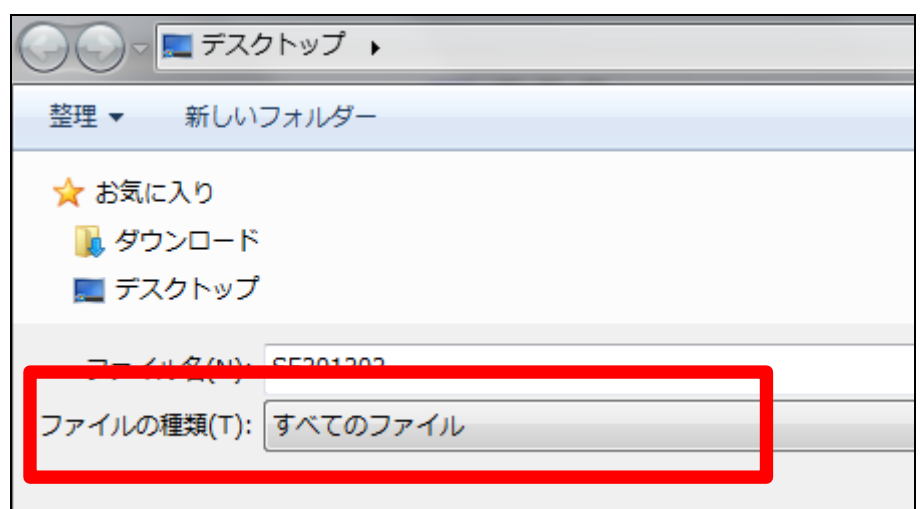 デスクトップ
整理 新しいフォルダー
お気に入り
ダウンロード
デスクトップ
ファイル名(N):
ファイルの種類(T): すべてのファイル